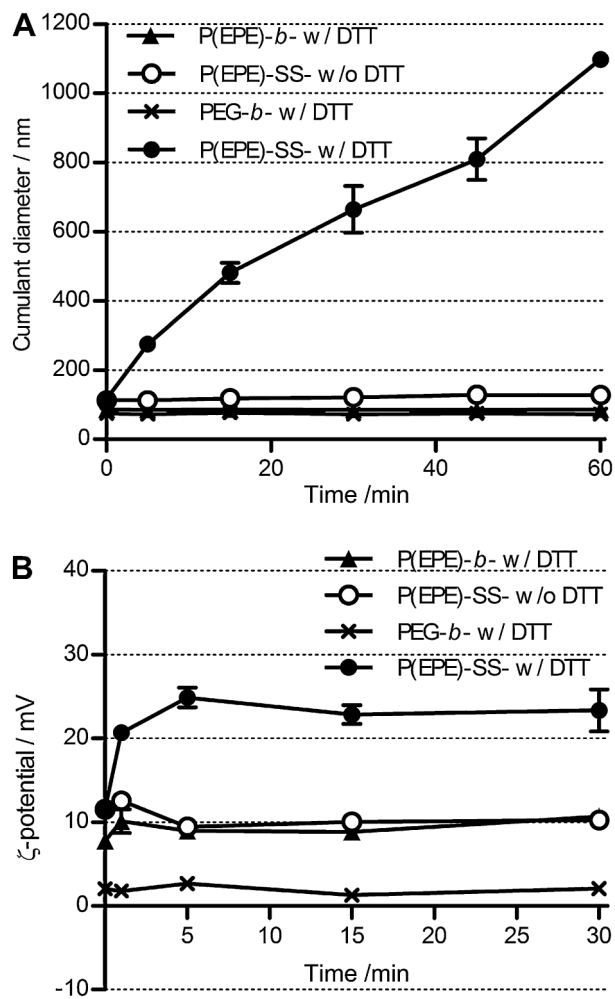 A
P(EPE)-b- w/ DTT
P(EPE)-SS- w/o DTT
PEG-b- w/ DTT
P(EPE)-SS- w/ DTT
Cumulant diameter / nm
1200
1000
800
600
400
200
0
0 20 40 60
Time /min
B
P(EPE)-b- w/ DTT
P(EPE)-SS- w/o DTT
PEG-b- w/ DTT
P(EPE)-SS- w/ DTT
ζ-potential / mV
40
30
20
10
0
-10
5 10 15 20 25 30
Time /min